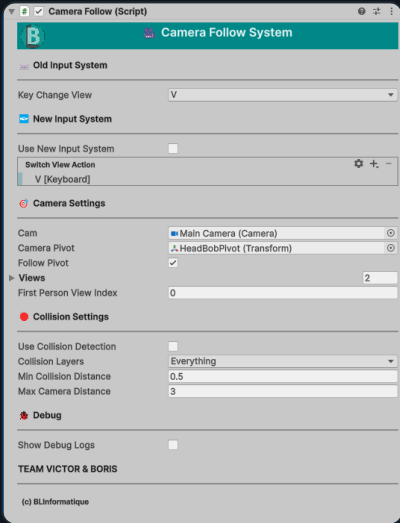 Camera Follow (Script)
B Camera Follow System
Old Input System
Key Change View V
New Input System
Use New Input System
Switch View Action
V [Keyboard]
Camera Settings
Cam Main Camera (Camera)
Camera Pivot HeadBobPivot (Transform)
Follow Pivot
Views 2
First Person View Index 0
Collision Settings
Use Collision Detection
Collision Layers Everything
Min Collision Distance 0.5
Max Camera Distance 3
Debug
Show Debug Logs
TEAM VICTOR & BORIS
(c) BLInformatique